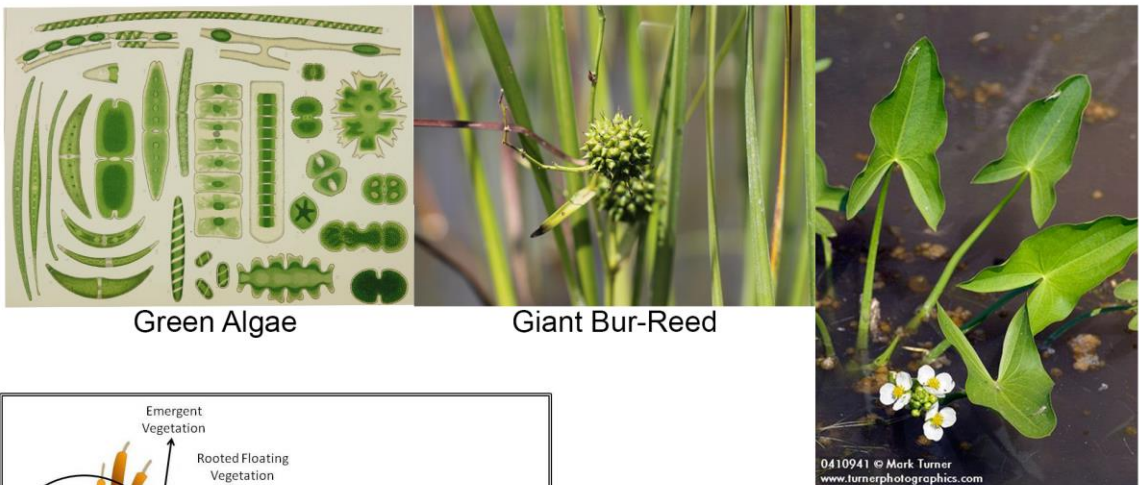 Green Algae
Giant Bur-Reed
0410941 © Mark Turner
www.turnerphotographics.com
Emergent
Vegetation
Rooted Floating
Vegetation